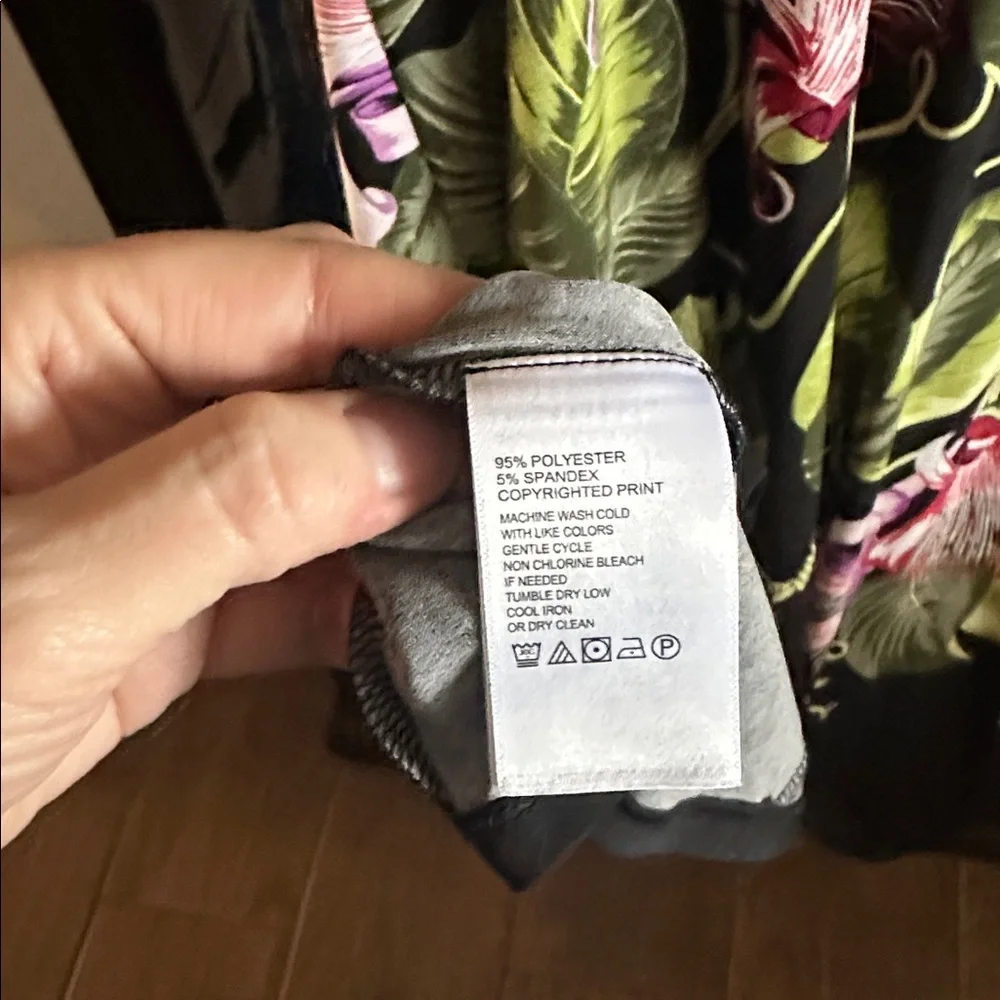 95% POLYESTER
5% SPANDEX
COPYRIGHTED PRINT
MACHINE WASH COLD
WITH LIKE COLORS
GENTLE CYCLE
NON CHLORINE BLEACH
IF NEEDED
TUMBLE DRY LOW
COOL IRON
OR DRY CLEAN
P